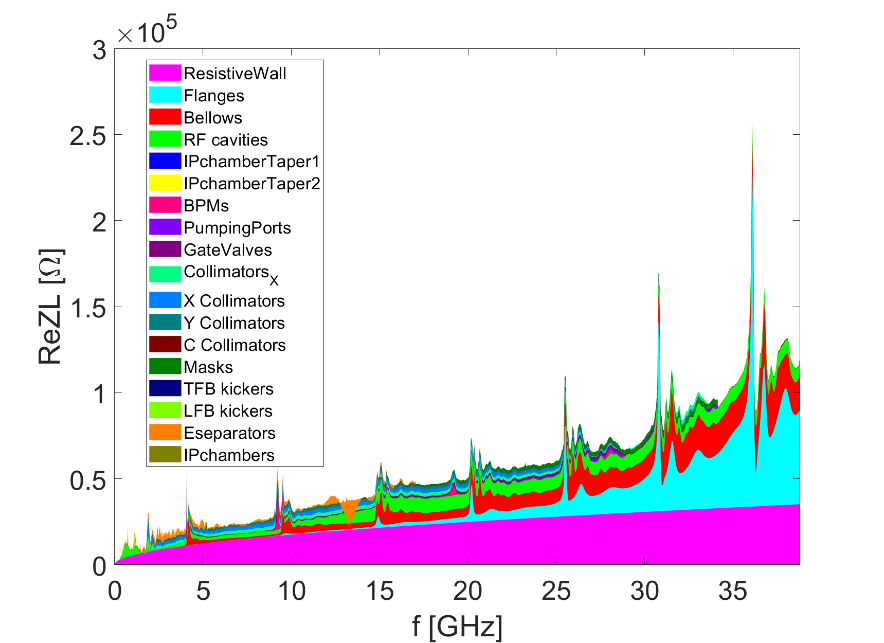 ×10⁵
3
2.5
2
1.5
1
0.5
0
ReZL [Ω]
ResistiveWall
Flanges
Bellows
RF cavities
IPchamberTaper1
IPchamberTaper2
BPMs
PumpingPorts
GateValves
Collimators_X
X Collimators
Y Collimators
C Collimators
Masks
TFB kickers
LFB kickers
Eseparators
IPchambers
0 5 10 15 20 25 30 35
f [GHz]